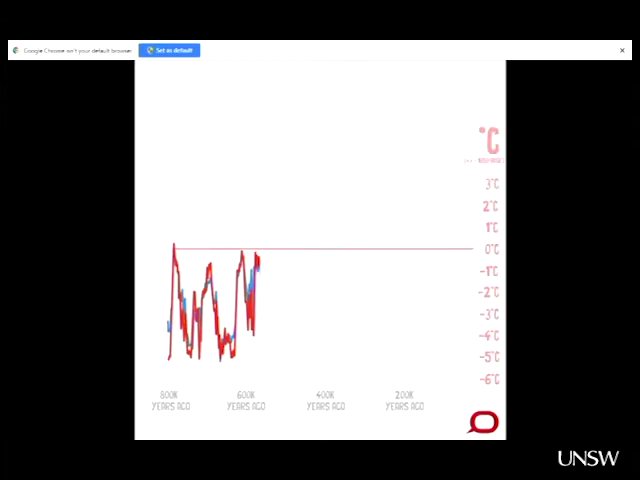 Google Chrome isn't your default browser
Set as default
°C
3°C
2°C
1°C
0°C
-1°C
-2°C
-3°C
-4°C
-5°C
-6°C
800K
YEARS AGO
600K
YEARS AGO
400K
YEARS AGO
200K
YEARS AGO
UNSW